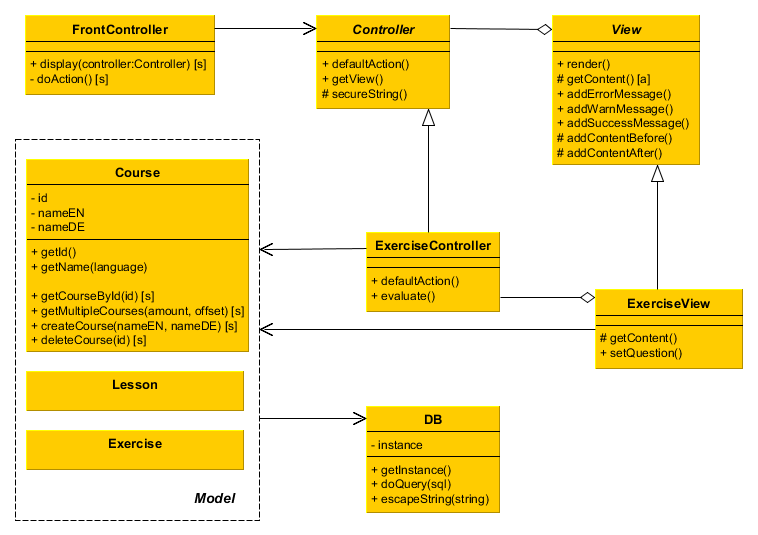 FrontController
+ display(controller:Controller) [s]
- doAction() [s]
Controller
+ defaultAction()
+ getView()
# secureString()
View
+ render()
# getContent() [a]
+ addErrorMessage()
+ addWarnMessage()
+ addSuccessMessage()
# addContentBefore()
# addContentAfter()
Course
- id
- nameEN
- nameDE
+ getId()
+ getName(language)
+ getCourseById(id) [s]
+ getMultipleCourses(amount, offset) [s]
+ createCourse(nameEN, nameDE) [s]
+ deleteCourse(id) [s]
ExerciseController
+ defaultAction()
+ evaluate()
ExerciseView
# getContent()
+ setQuestion()
Lesson
Exercise
Model
DB
- instance
+ getInstance()
+ doQuery(sql)
+ escapeString(string)